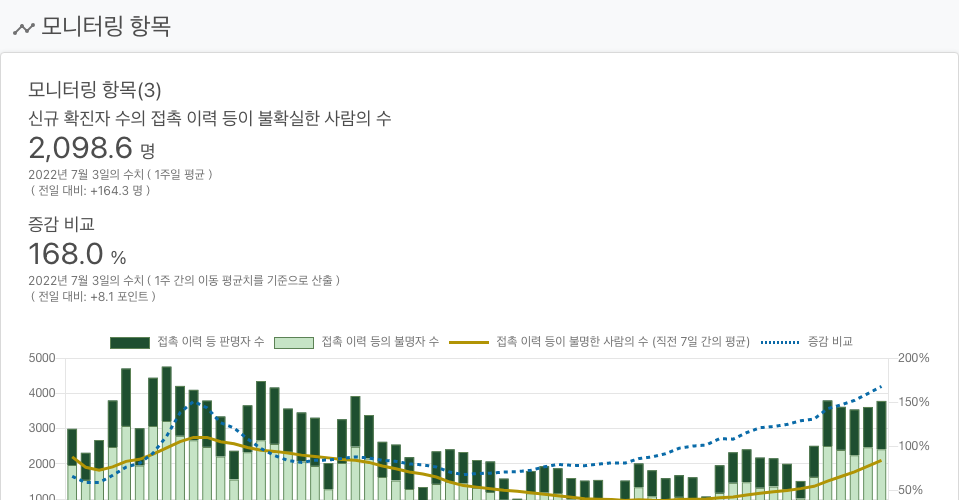 모니터링 항목
모니터링 항목(3)
신규 확진자 수의 접촉 이력 등이 불확실한 사람의 수
2,098.6 명
2022년 7월 3일의 수치 ( 1주일 평균 )
( 전일 대비: +164.3 명 )
증감 비교
168.0 %
2022년 7월 3일의 수치 ( 1주 간의 이동 평균치를 기준으로 산출 )
( 전일 대비: +8.1 포인트 )
접촉 이력 등 판명자 수 접촉 이력 등의 불명자 수 접촉 이력 등이 불명한 사람의 수 (직전 7일 간의 평균) 증감 비교
5000 200%
4000 150%
3000 100%
2000 50%
1000